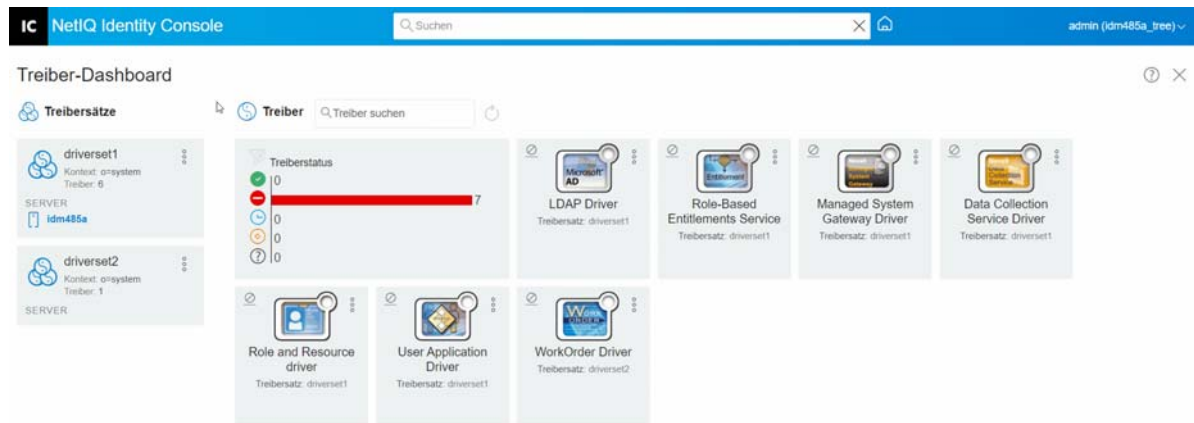 IC NetIQ Identity Console
Suchen
admin (idm485a_tree)
Treiber-Dashboard
Treibersätze
Treiber
Treiber suchen
driverset1
Kontext: o=system
Treiber: 6
SERVER
idm485a
driverset2
Kontext: o=system
Treiber: 1
SERVER
Treiberstatus
0
7
0
0
0
Microsoft
AD
LDAP Driver
Treibersatz: driverset1
Entitlement
Role-Based
Entitlements Service
Treibersatz: driverset1
Managed System
Gateway Driver
Treibersatz: driverset1
Data Collection
Service Driver
Treibersatz: driverset1
Role and Resource
driver
Treibersatz: driverset1
User Application
Driver
Treibersatz: driverset1
WorkOrder Driver
Treibersatz: driverset2